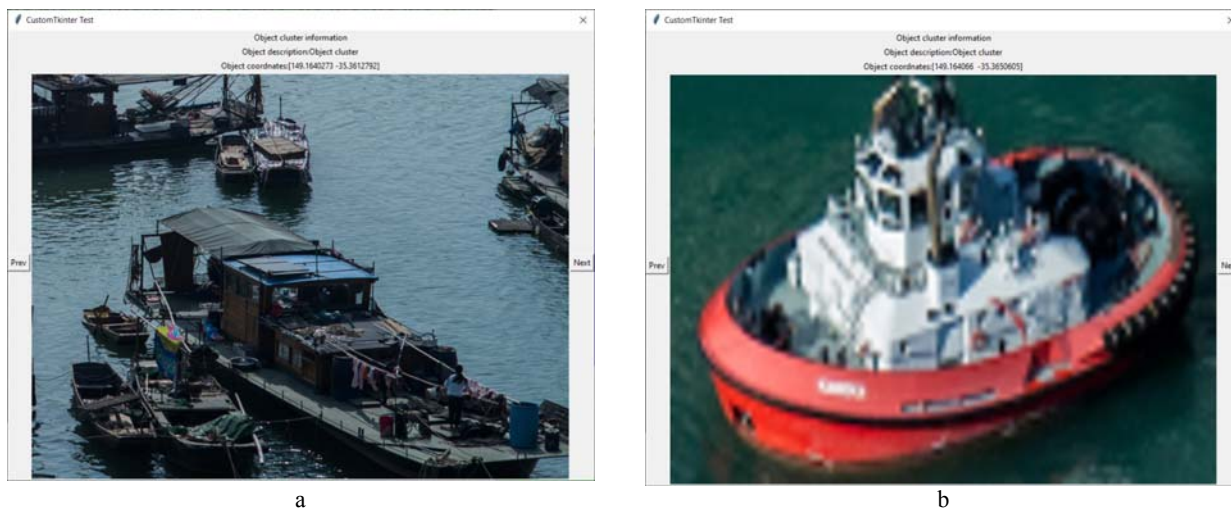 CustomTkinter Test
Object cluster information
Object description:Object cluster
Object coordnates:[149.1640273 -35.3612792]
Prev
Next
a
CustomTkinter Test
Object cluster information
Object description:Object cluster
Object coordnates:[149.164066 -35.3650605]
Prev
Ne
b